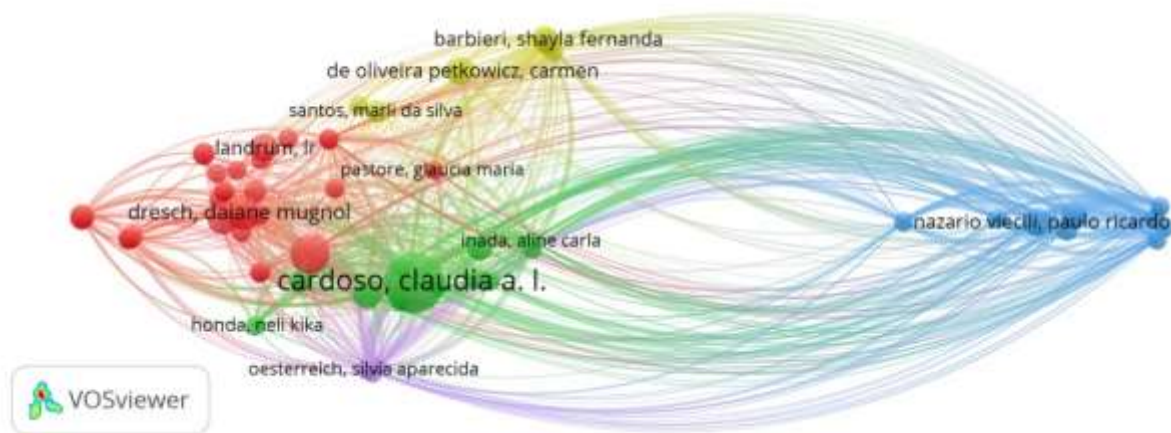 barbieri, shayla fernanda
de oliveira petkowicz, carmen
santos, marli da silva
landrum, lr
pastore, glaucia maria
dresch, daiane mugnol
nazario viecili, paulo ricardo
inada, aline carla
cardoso, claudia a. l.
honda, neli kika
oesterreich, silvia aparecida
VOSviewer